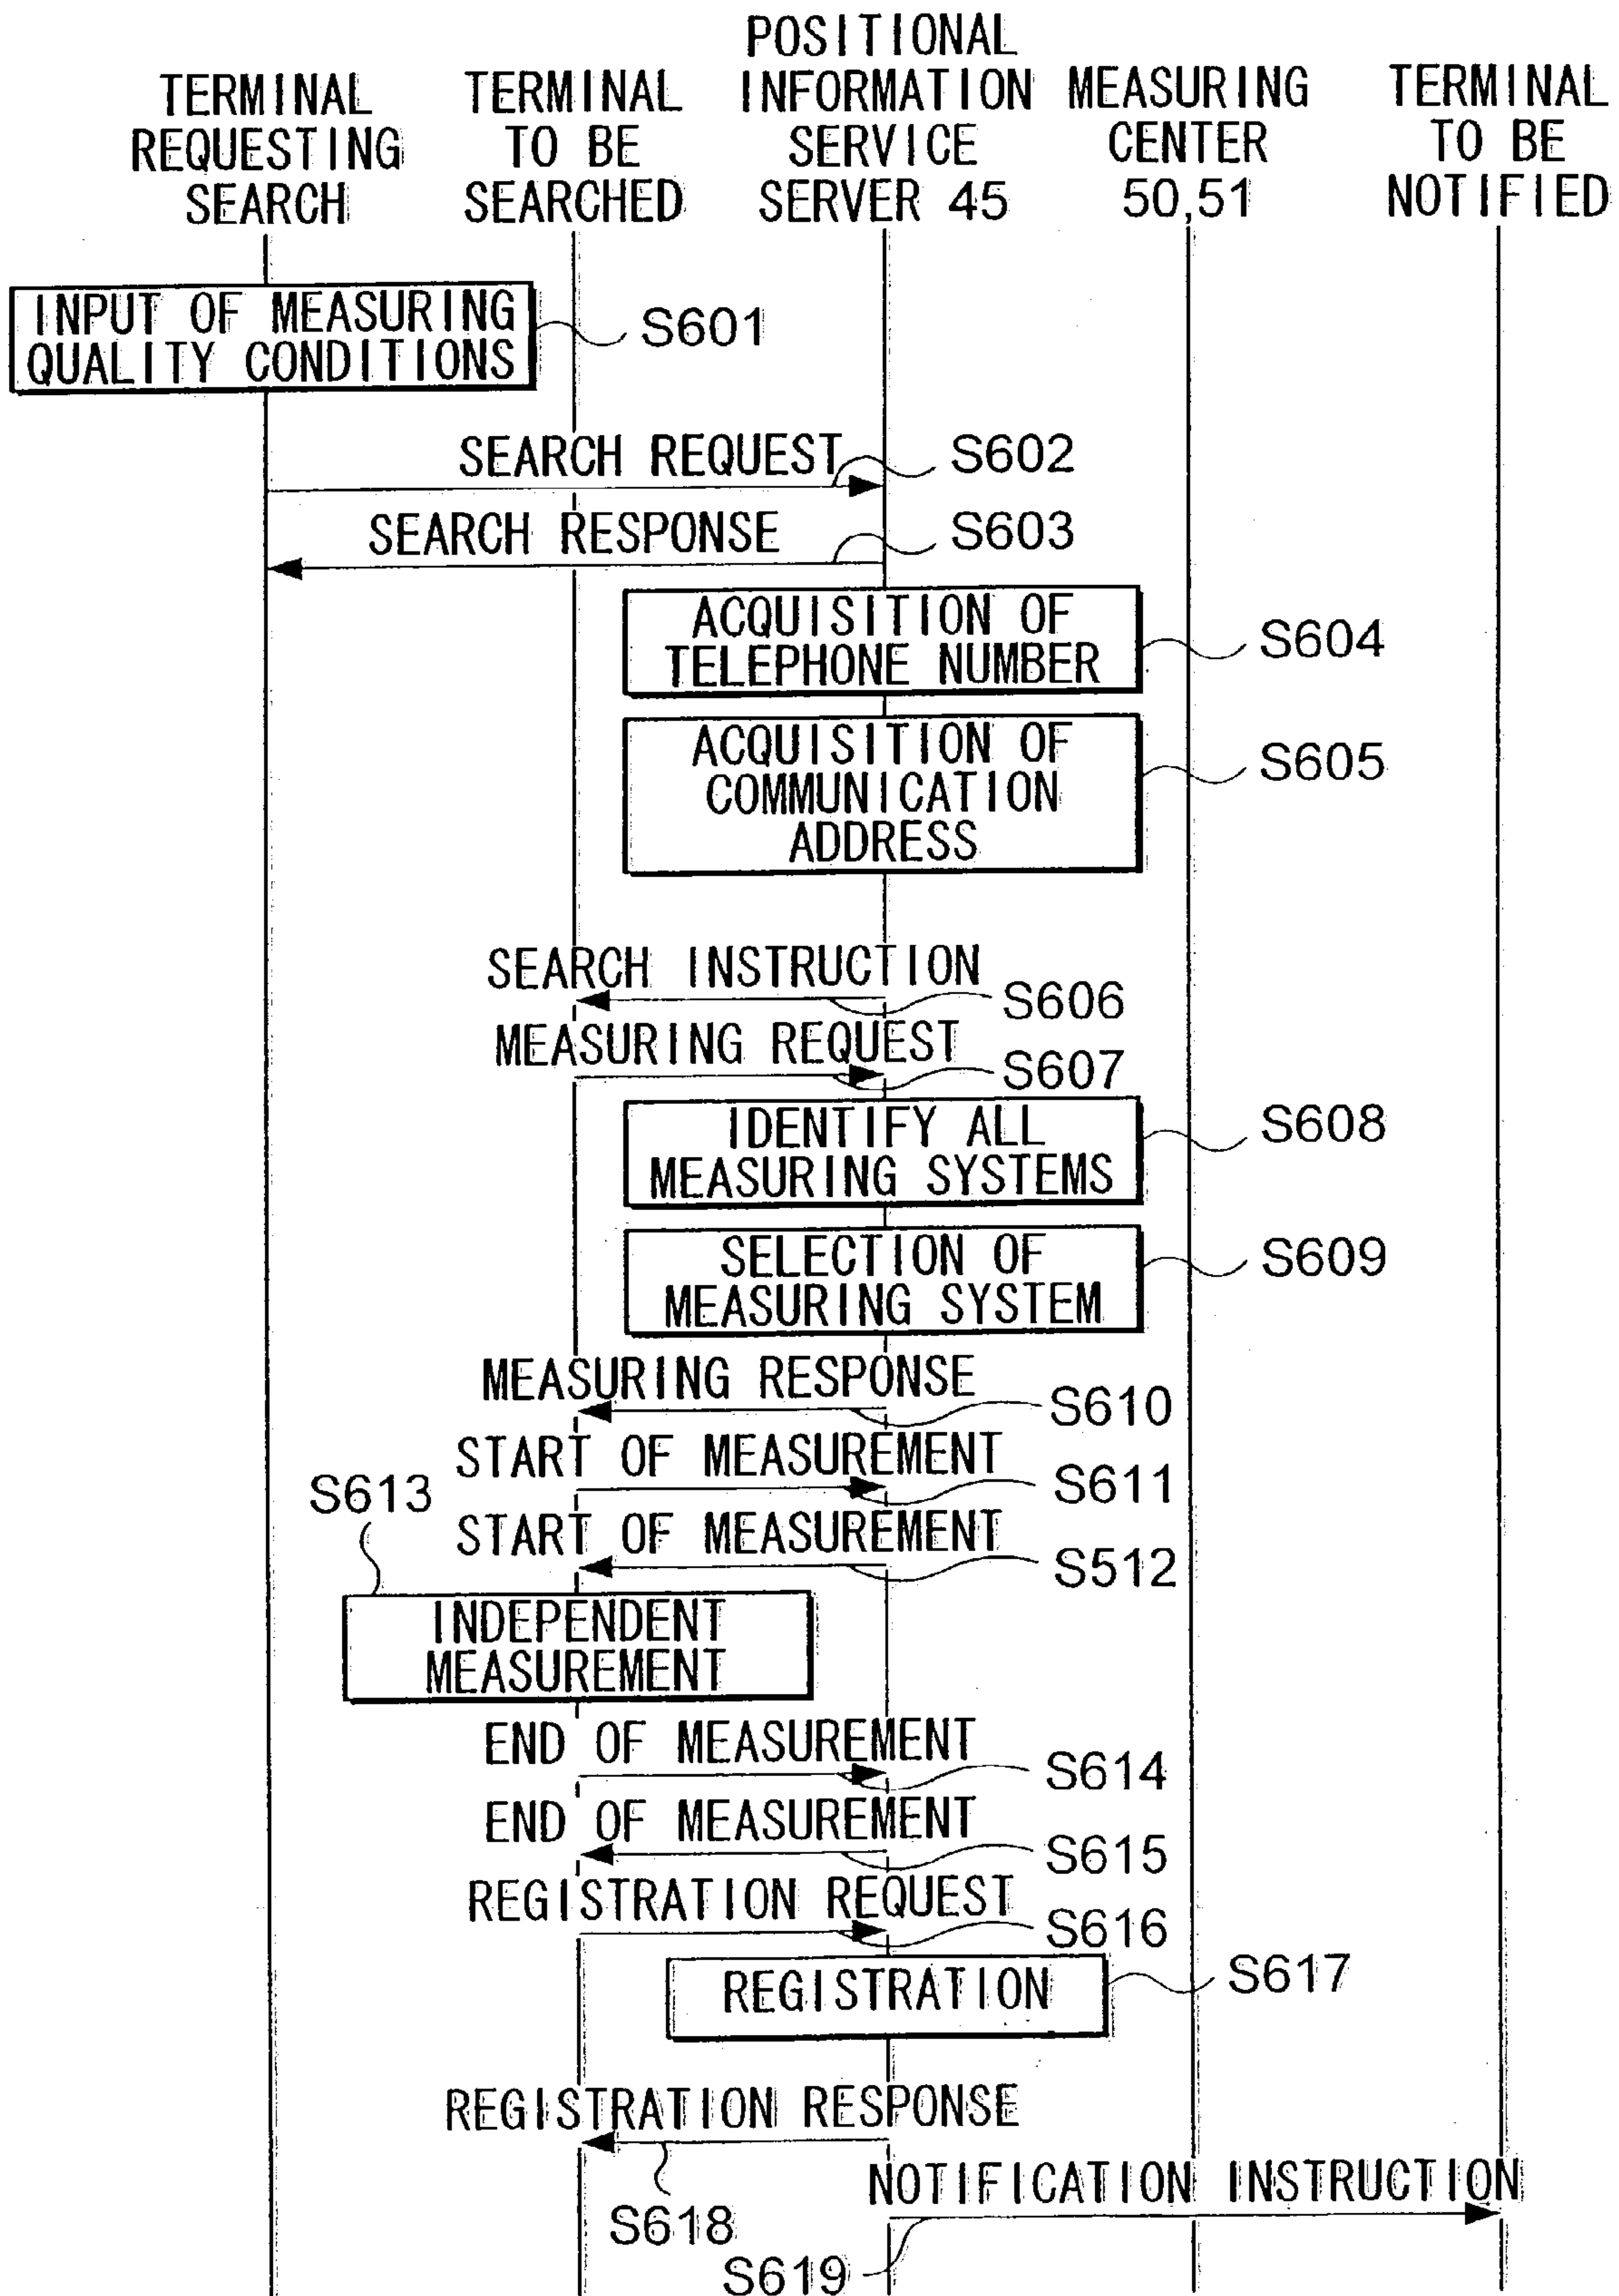 TERMINAL
REQUESTING
SEARCH
TERMINAL
TO BE
SEARCHED
POSITIONAL
INFORMATION
SERVICE
SERVER 45
MEASURING
CENTER
50,51
TERMINAL
TO BE
NOTIFIED
INPUT OF MEASURING
QUALITY CONDITIONS
S601
SEARCH REQUEST
S602
SEARCH RESPONSE
S603
ACQUISITION OF
TELEPHONE NUMBER
S604
ACQUISITION OF
COMMUNICATION
ADDRESS
S605
SEARCH INSTRUCTION
S606
MEASURING REQUEST
S607
IDENTIFY ALL
MEASURING SYSTEMS
S608
SELECTION OF
MEASURING SYSTEM
S609
MEASURING RESPONSE
S610
START OF MEASUREMENT
S611
S613
START OF MEASUREMENT
S512
INDEPENDENT
MEASUREMENT
END OF MEASUREMENT
S614
END OF MEASUREMENT
S615
REGISTRATION REQUEST
S616
REGISTRATION
S617
REGISTRATION RESPONSE
S618
NOTIFICATION INSTRUCTION
S619